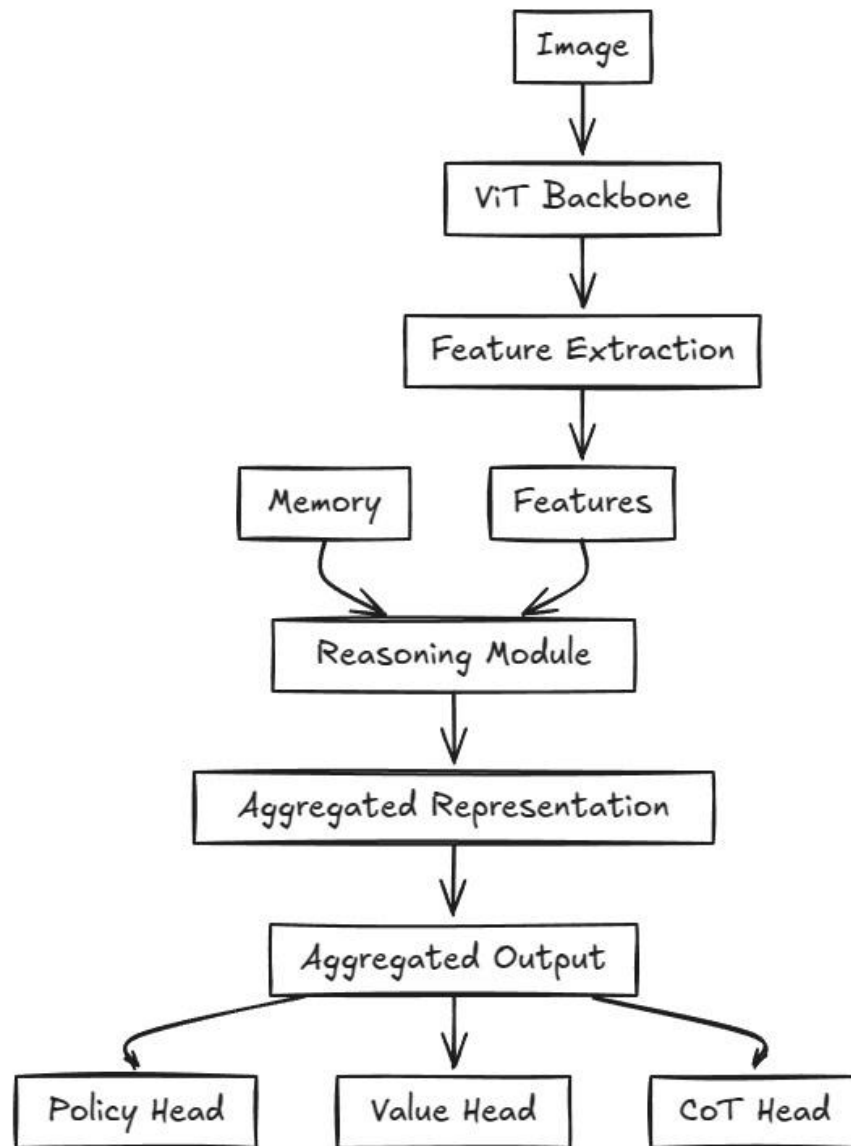 Image
ViT Backbone
Feature Extraction
Memory
Features
Reasoning Module
Aggregated Representation
Aggregated Output
Policy Head
Value Head
CoT Head